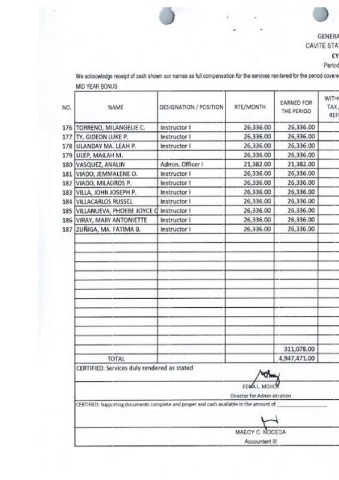 GENERA
CAVITE STA
CY
Period
We acknowledge receipt of cash shown our names as full compensation for the services rendered for the period covere
MID YEAR BONUS
NO. NAME DESIGNATION / POSITION RTE/MONTH EARNED FOR THE PERIOD WITH TAX, REF
176 TORRENO, MILANGELIE C. Instructor I 26,336.00 26,336.00
177 TY, GIDEON LUKE P. Instructor I 26,336.00 26,336.00
178 ULANDAY MA. LEAH P. Instructor I 26,336.00 26,336.00
179 ULEP, MAILAH M. Instructor I 26,336.00 26,336.00
180 VASQUEZ, ANALIN Admin. Officer I 21,382.00 21,382.00
181 VIADO, JEMMALENE O. Instructor I 26,336.00 26,336.00
182 VIADO, MILAGROS P. Instructor I 26,336.00 26,336.00
183 VILLA, JOHN JOSEPH P. Instructor I 26,336.00 26,336.00
184 VILLACARLOS RUSSEL Instructor I 26,336.00 26,336.00
185 VILLANUEVA, PHOEBE JOYCE D Instructor I 26,336.00 26,336.00
186 VIRAY, MARY ANTONIETTE Instructor I 26,336.00 26,336.00
187 ZUÑIGA, MA. FATIMA B. Instructor I 26,336.00 26,336.00
311,078.00
TOTAL 4,947,471.00
CERTIFIED: Services duly rendered as stated
EDNA L. MOJICA
Director for Administration
CERTIFIED: Supporting documents complete and proper and cash available in the amount of
MAECY C. NOCEDA
Accountant III